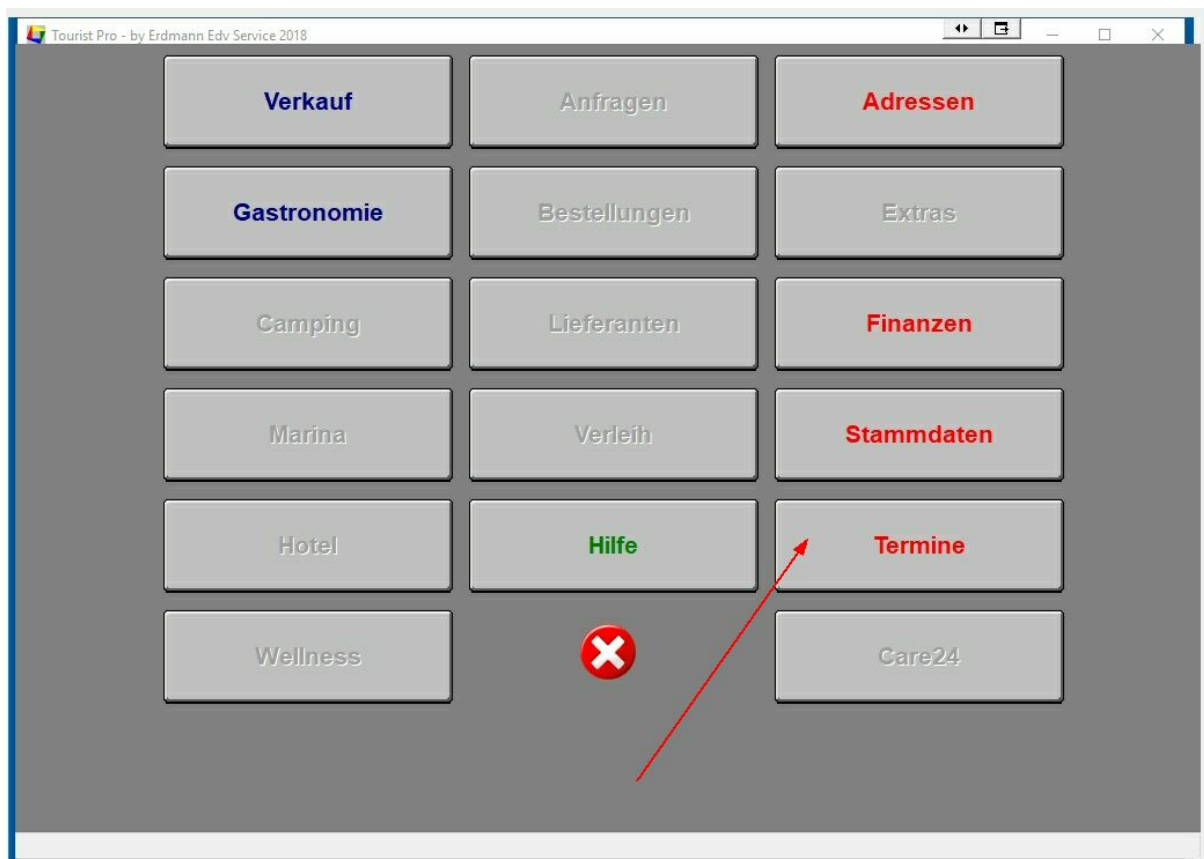 Tourist Pro - by Erdmann Edv Service 2018
Verkauf
Anfragen
Adressen
Gastronomie
Bestellungen
Extras
Camping
Lieferanten
Finanzen
Marina
Verleih
Stammdaten
Hotel
Hilfe
Termine
Wellness
Care24